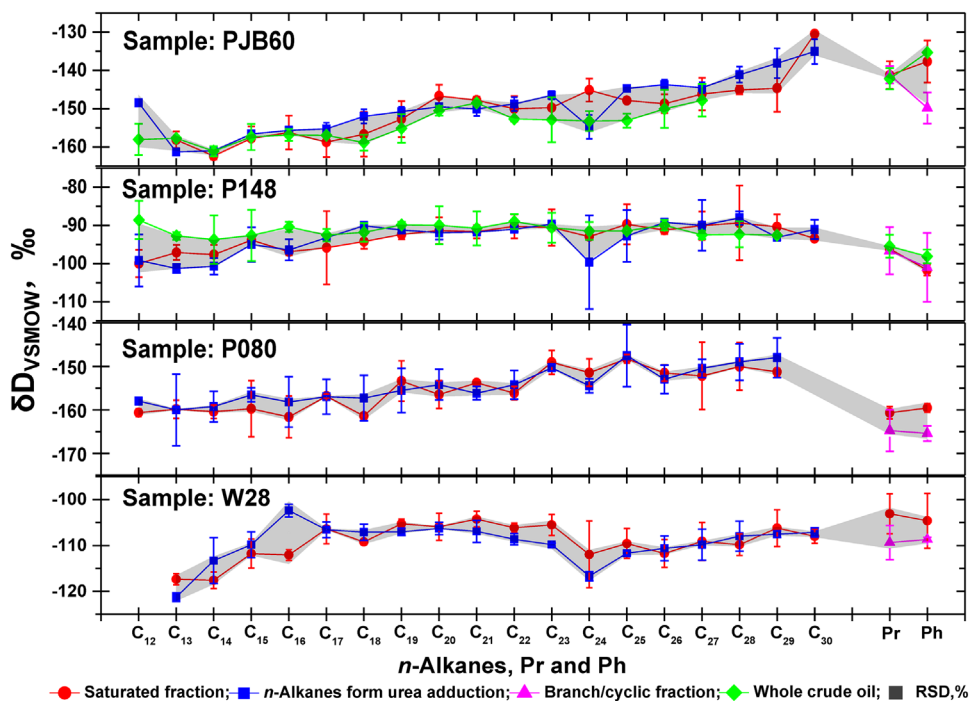 Sample: PJB60
-130
-140
-150
-160
Sample: P148
-80
-90
-100
-110
δD_VSMOW, ‰
Sample: P080
-140
-150
-160
-170
Sample: W28
-100
-110
-120
C12 C13 C14 C15 C16 C17 C18 C19 C20 C21 C22 C23 C24 C25 C26 C27 C28 C29 C30 Pr Ph
n-Alkanes, Pr and Ph
Saturated fraction; n-Alkanes form urea adduction; Branch/cyclic fraction; Whole crude oil; RSD,%